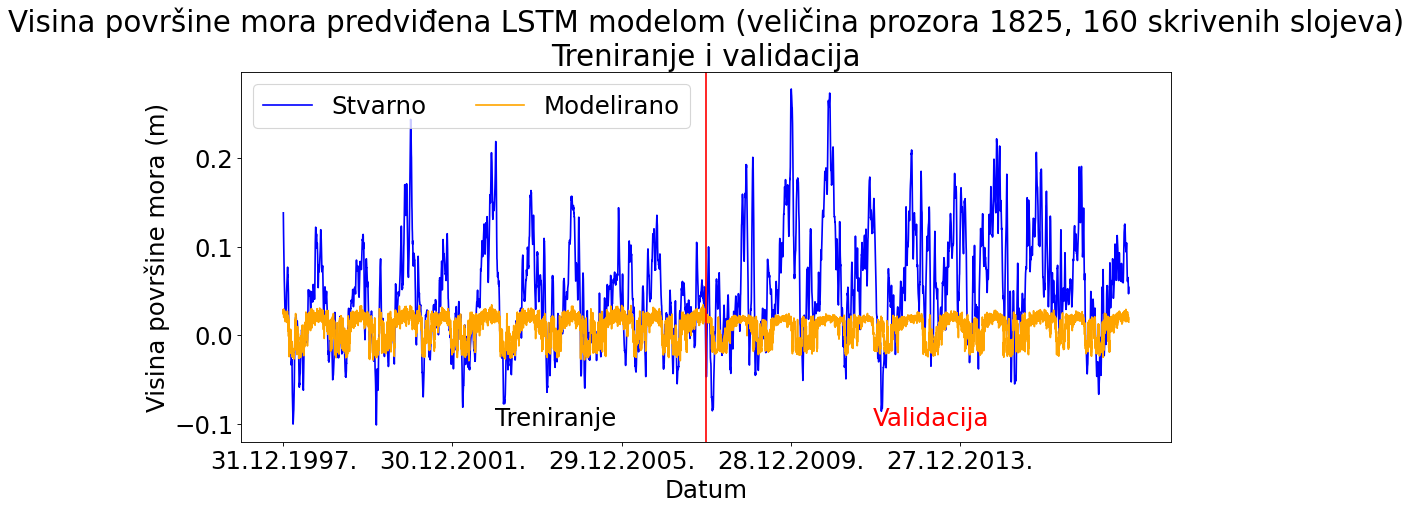 Visina površine mora predviđena LSTM modelom (veličina prozora 1825, 160 skrivenih slojeva)
Treniranje i validacija
Stvarno
Modelirano
Visina površine mora (m)
0.2
0.1
0.0
−0.1
Treniranje
Validacija
31.12.1997.
30.12.2001.
29.12.2005.
28.12.2009.
27.12.2013.
Datum